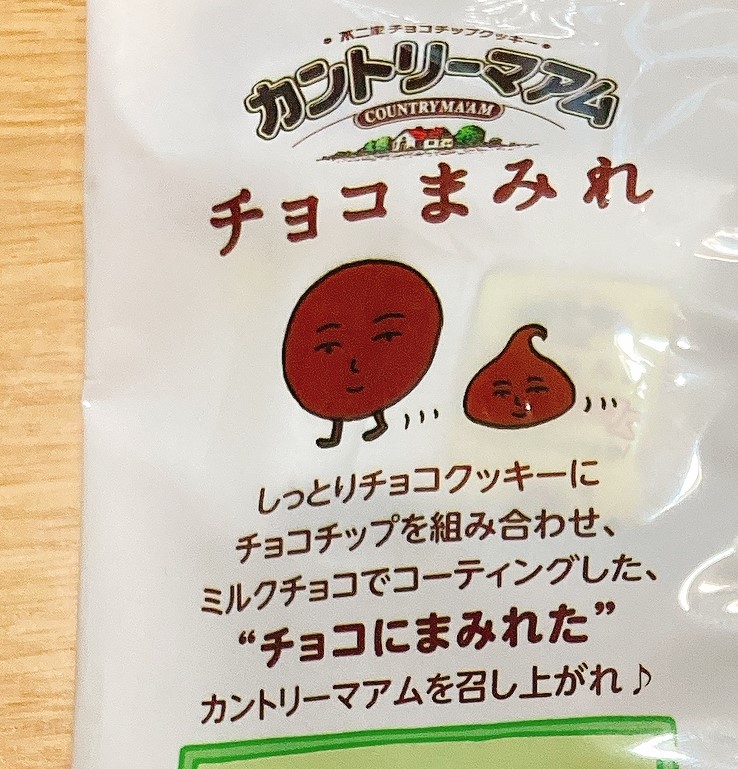 不二家 チョコチップクッキー
カントリーマアム
COUNTRYMA'AM
チョコまみれ
しっとりチョコクッキーに
チョコチップを組み合わせ、
ミルクチョコでコーティングした、
“チョコにまみれた”
カントリーマアムを召し上がれ♪